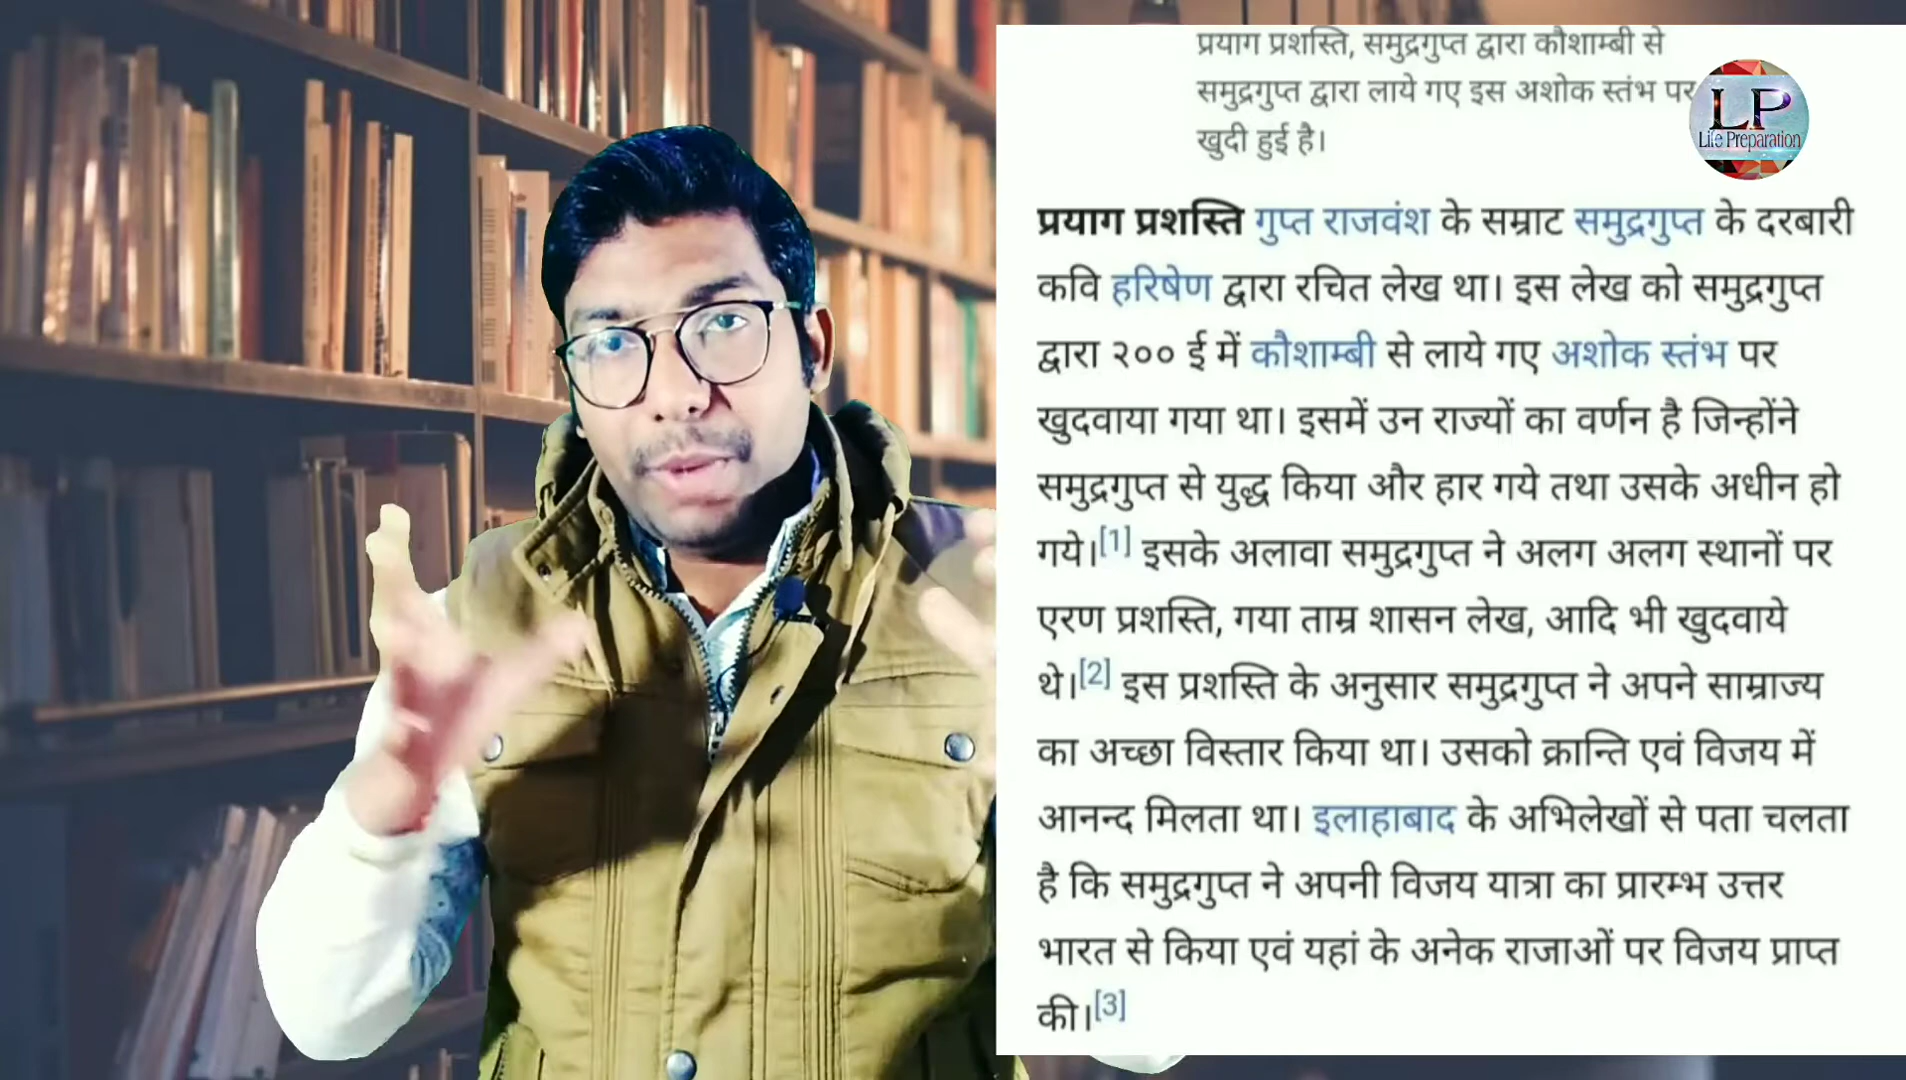 प्रयाग प्रशस्ति, समुद्रगुप्त द्वारा कौशाम्बी से
समुद्रगुप्त द्वारा लाये गए इस अशोक स्तंभ पर
खुदी हुई है।
LP
Life Preparation
प्रयाग प्रशस्ति गुप्त राजवंश के सम्राट समुद्रगुप्त के दरबारी
कवि हरिषेण द्वारा रचित लेख था। इस लेख को समुद्रगुप्त
द्वारा २०० ई में कौशाम्बी से लाये गए अशोक स्तंभ पर
खुदवाया गया था। इसमें उन राज्यों का वर्णन है जिन्होंने
समुद्रगुप्त से युद्ध किया और हार गये तथा उसके अधीन हो
गये।[1] इसके अलावा समुद्रगुप्त ने अलग अलग स्थानों पर
एरण प्रशस्ति, गया ताम्र शासन लेख, आदि भी खुदवाये
थे।[2] इस प्रशस्ति के अनुसार समुद्रगुप्त ने अपने साम्राज्य
का अच्छा विस्तार किया था। उसको क्रान्ति एवं विजय में
आनन्द मिलता था। इलाहाबाद के अभिलेखों से पता चलता
है कि समुद्रगुप्त ने अपनी विजय यात्रा का प्रारम्भ उत्तर
भारत से किया एवं यहां के अनेक राजाओं पर विजय प्राप्त
की।[3]